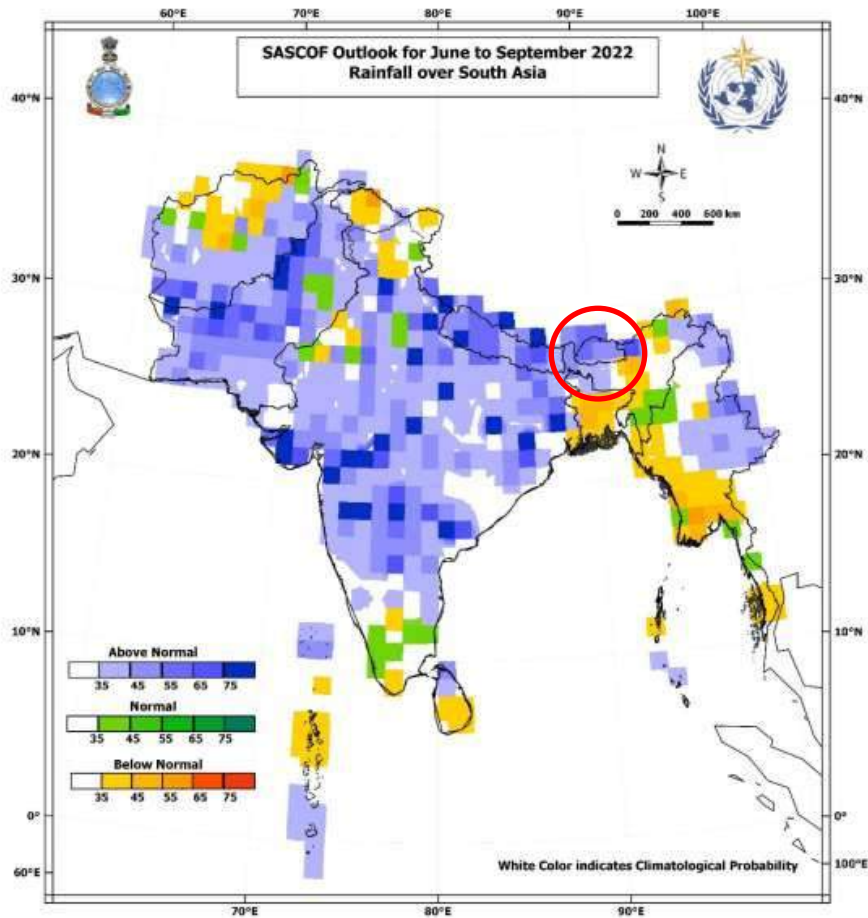 60°E 70°E 80°E 90°E 100°E
SASCOF Outlook for June to September 2022
Rainfall over South Asia
40°N 40°N
N
W E
S
0 200 400 600 km
30°N 30°N
20°N 20°N
10°N 10°N
Above Normal
35 45 55 65 75
Normal
35 45 55 65 75
Below Normal
35 45 55 65 75
0° 0°
White Color indicates Climatological Probability
60°E 100°E
70°E 80°E 90°E